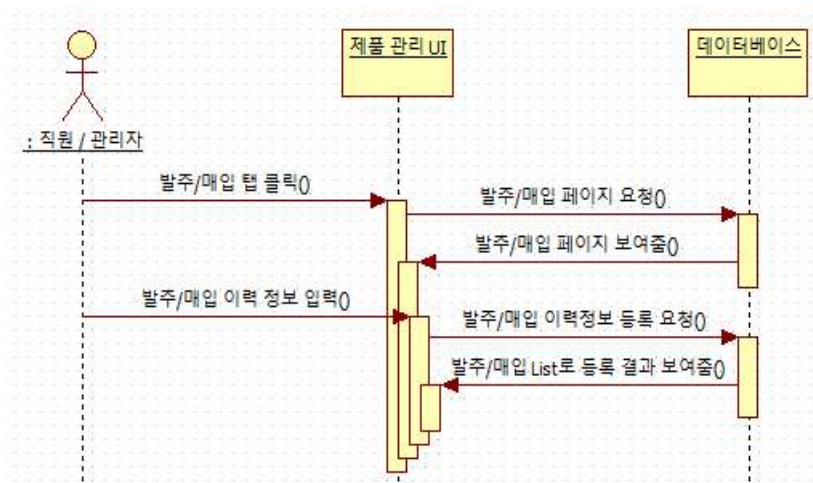 제품 관리 UI
데이터베이스
: 직원 / 관리자
발주/매입 탭 클릭()
발주/매입 페이지 요청()
발주/매입 페이지 보여줌()
발주/매입 이력 정보 입력()
발주/매입 이력정보 등록 요청()
발주/매입 List로 등록 결과 보여줌()